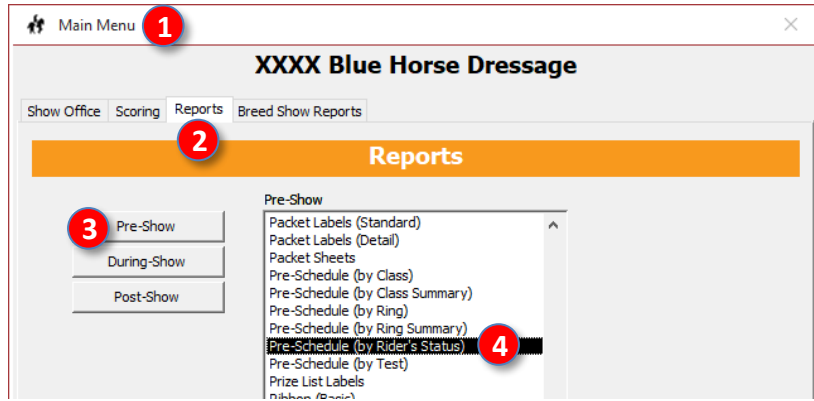 Main Menu 1
XXXX Blue Horse Dressage
Show Office Scoring Reports Breed Show Reports
2
Reports
Pre-Show
3 Pre-Show
During-Show
Post-Show
Packet Labels (Standard)
Packet Labels (Detail)
Packet Sheets
Pre-Schedule (by Class)
Pre-Schedule (by Class Summary)
Pre-Schedule (by Ring)
Pre-Schedule (by Ring Summary)
Pre-Schedule (by Rider's Status) 4
Pre-Schedule (by Test)
Prize List Labels
Ribbon (Basic)